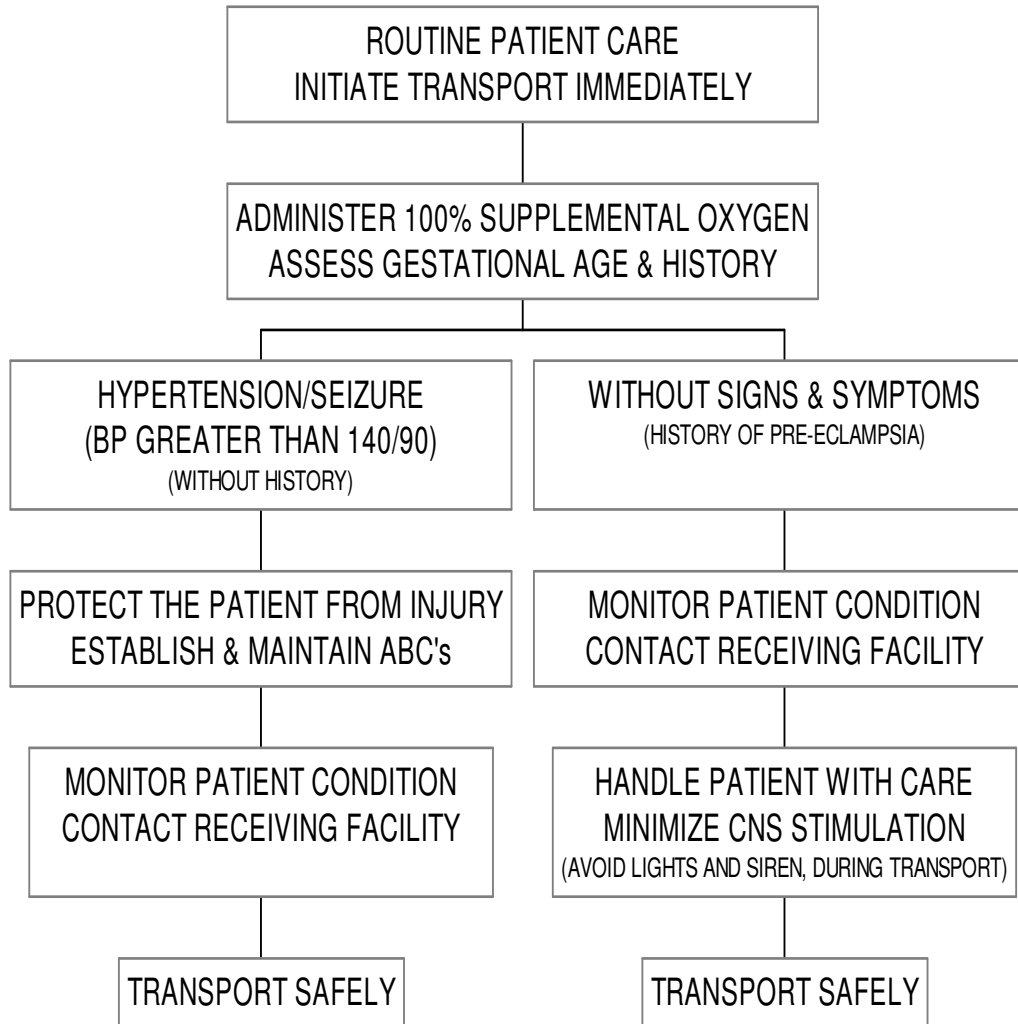 ROUTINE PATIENT CARE
INITIATE TRANSPORT IMMEDIATELY
ADMINISTER 100% SUPPLEMENTAL OXYGEN
ASSESS GESTATIONAL AGE & HISTORY
HYPERTENSION/SEIZURE
(BP GREATER THAN 140/90)
(WITHOUT HISTORY)
PROTECT THE PATIENT FROM INJURY
ESTABLISH & MAINTAIN ABC's
MONITOR PATIENT CONDITION
CONTACT RECEIVING FACILITY
TRANSPORT SAFELY
WITHOUT SIGNS & SYMPTOMS
(HISTORY OF PRE-ECLAMPSIA)
MONITOR PATIENT CONDITION
CONTACT RECEIVING FACILITY
HANDLE PATIENT WITH CARE
MINIMIZE CNS STIMULATION
(AVOID LIGHTS AND SIREN, DURING TRANSPORT)
TRANSPORT SAFELY